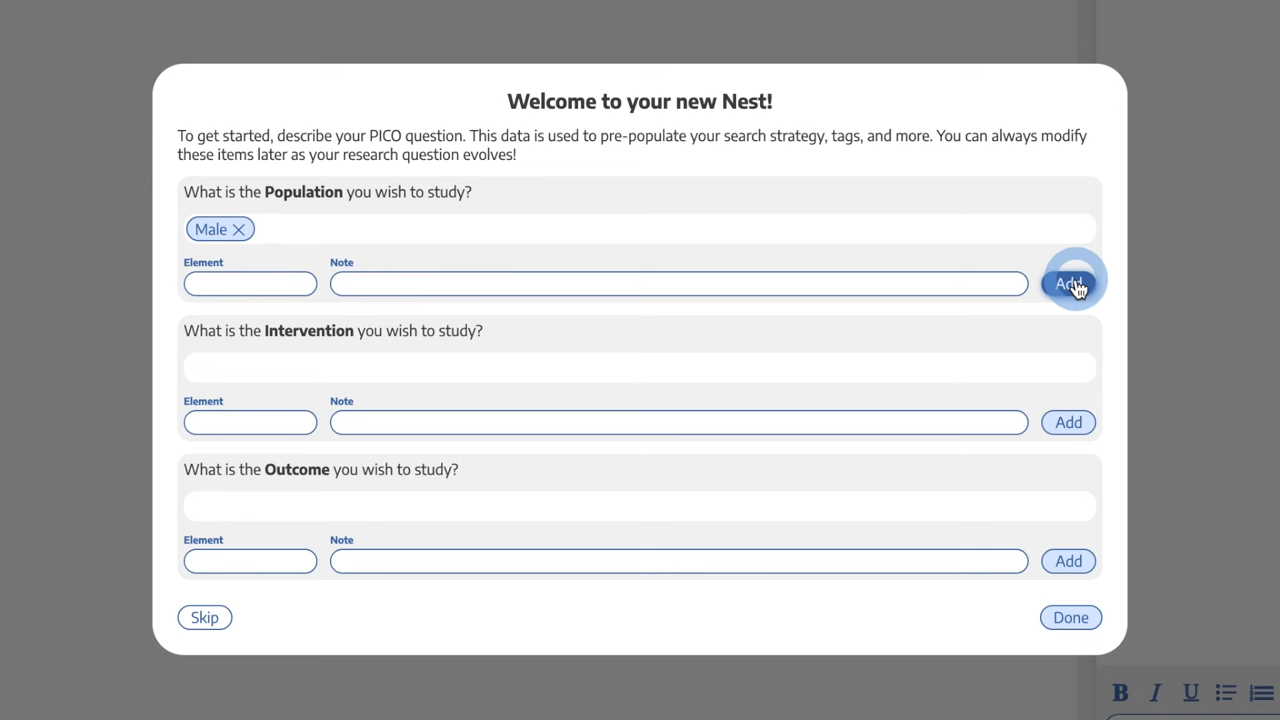 Welcome to your new Nest!
To get started, describe your PICO question. This data is used to pre-populate your search strategy, tags, and more. You can always modify
these items later as your research question evolves!
What is the Population you wish to study?
Male
Element Note
Add
What is the Intervention you wish to study?
Element Note
Add
What is the Outcome you wish to study?
Element Note
Add
Skip Done
B I U